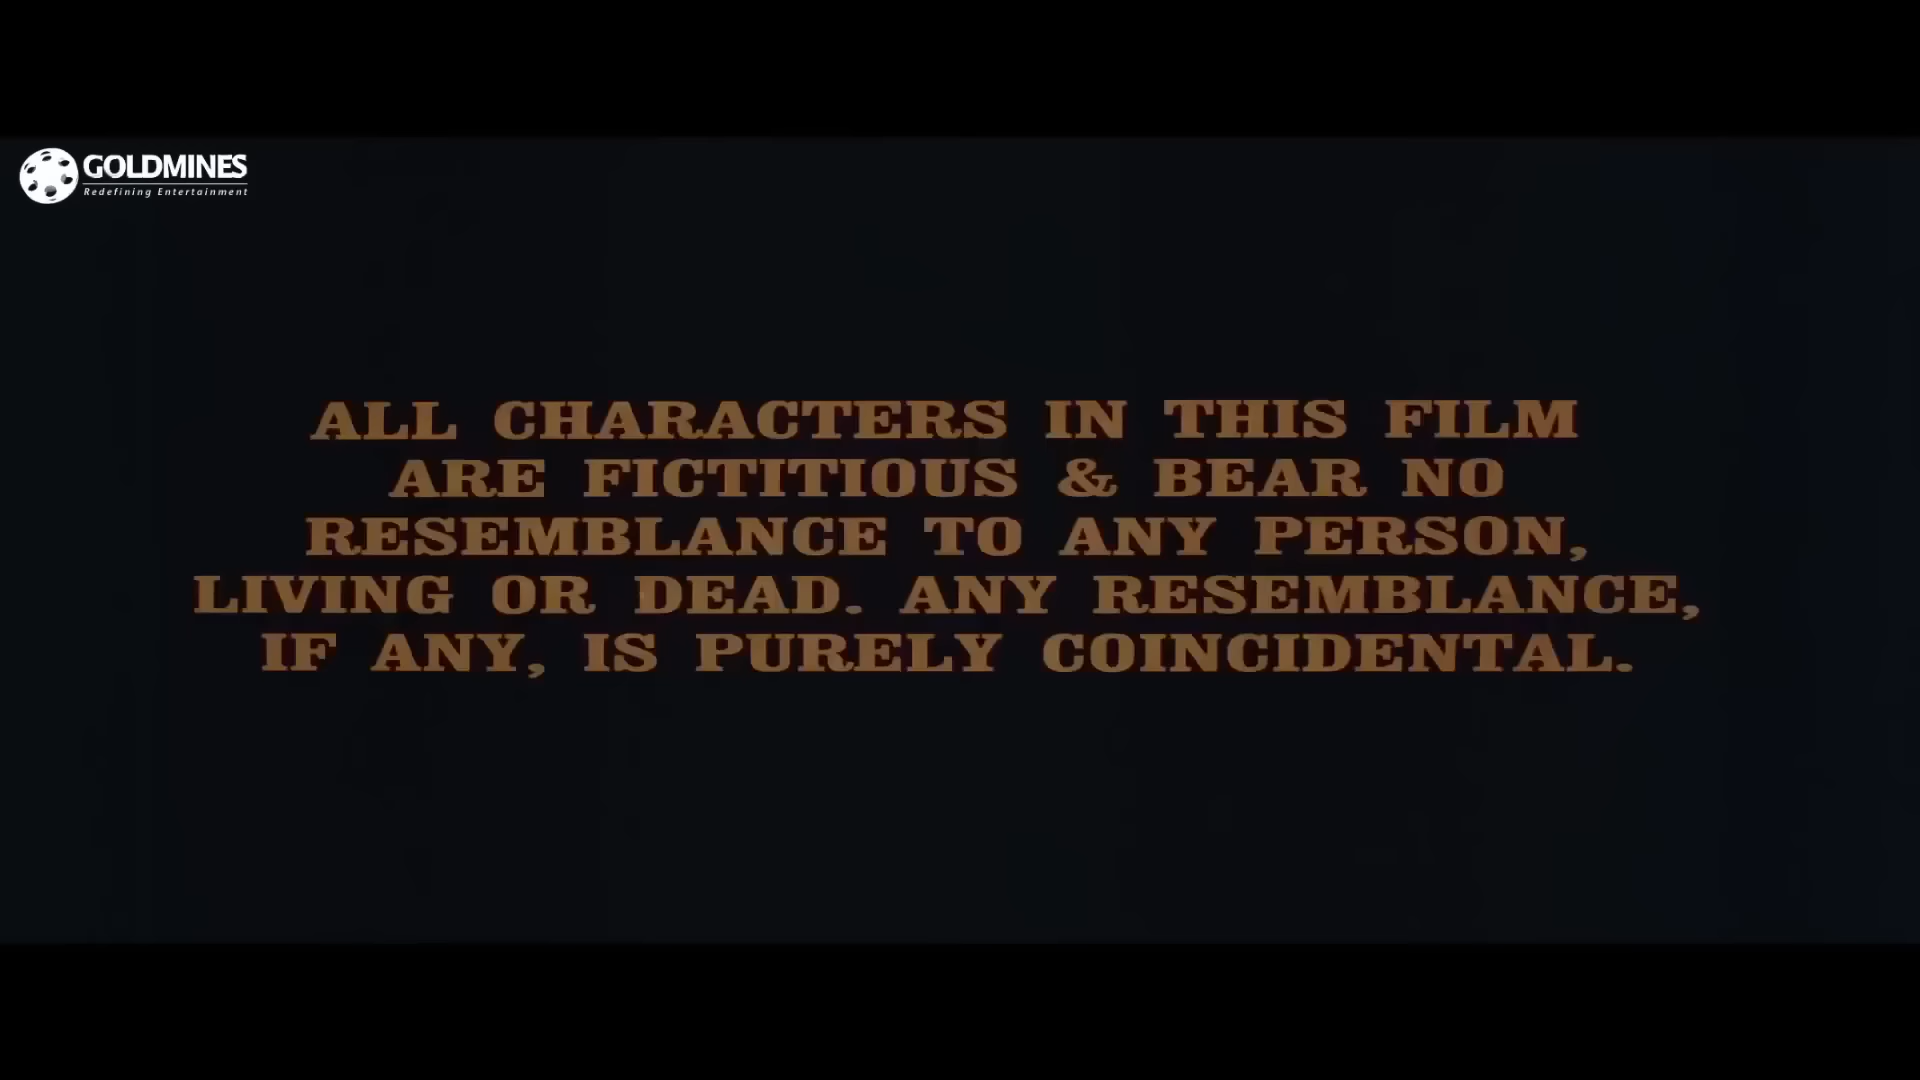 GOLDMINES
Redefining Entertainment
ALL CHARACTERS IN THIS FILM
ARE FICTITIOUS & BEAR NO
RESEMBLANCE TO ANY PERSON,
LIVING OR DEAD. ANY RESEMBLANCE,
IF ANY, IS PURELY COINCIDENTAL.